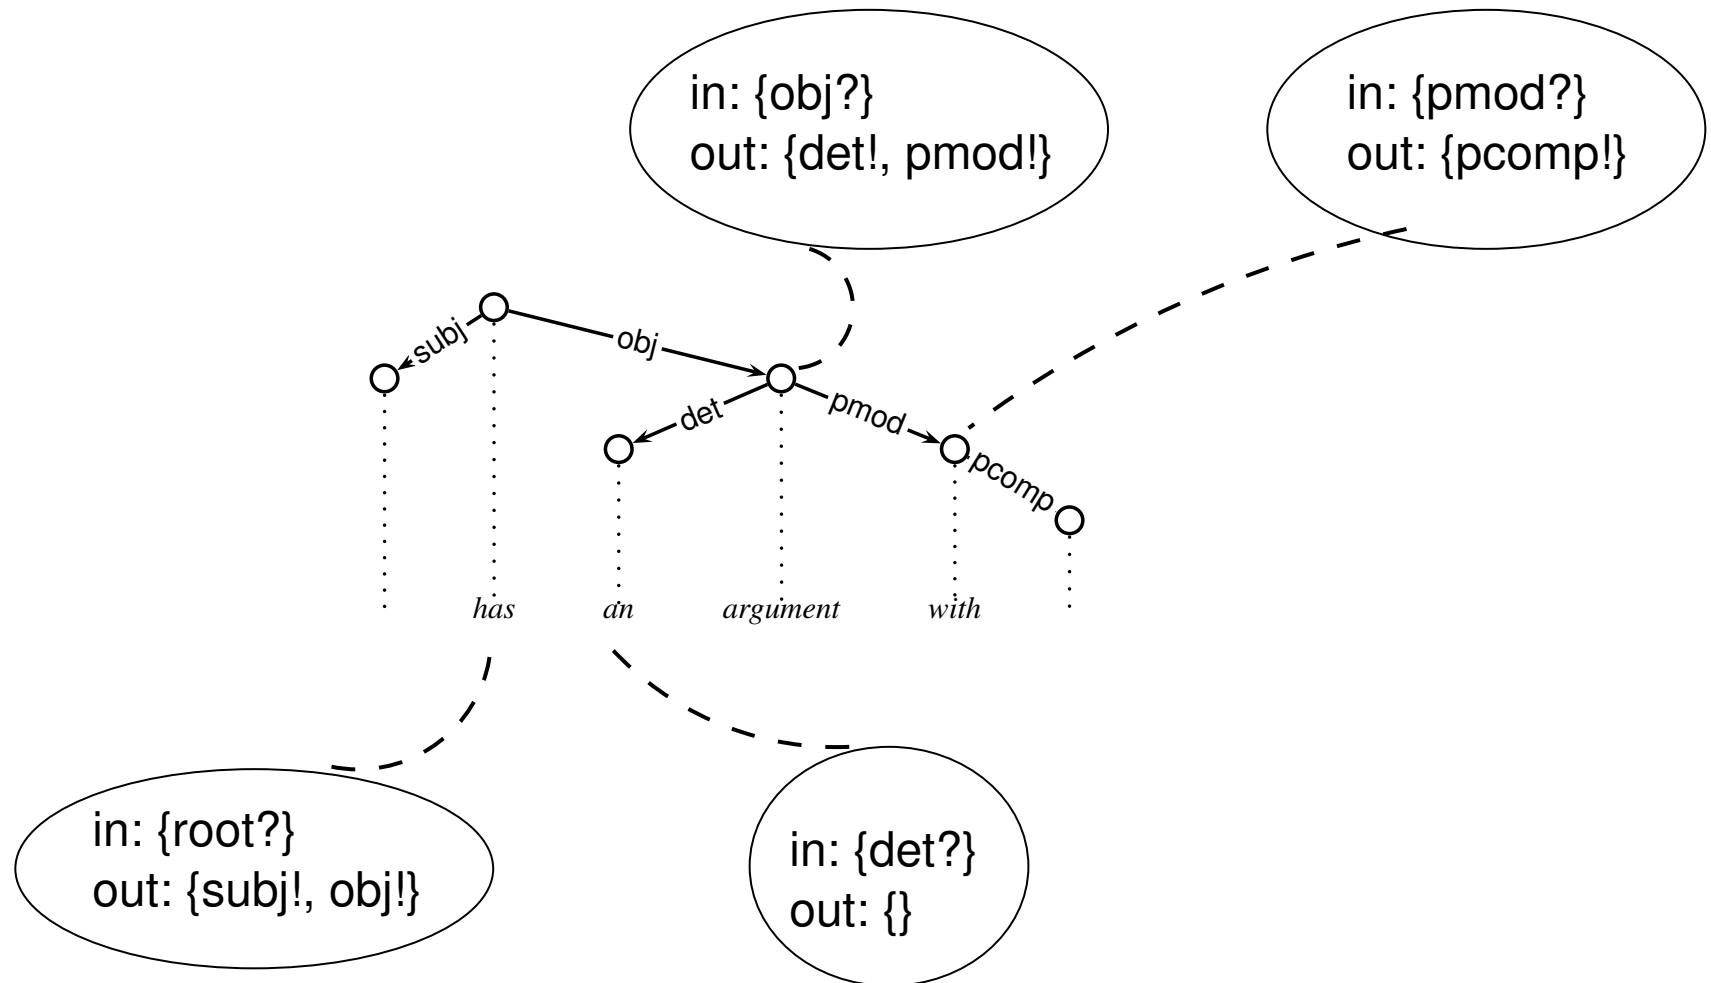 in: {obj?}
out: {det!, pmod!}
in: {pmod?}
out: {pcomp!}
subj
obj
det
pmod
pcomp
has an argument with
in: {root?}
out: {subj!, obj!}
in: {det?}
out: {}